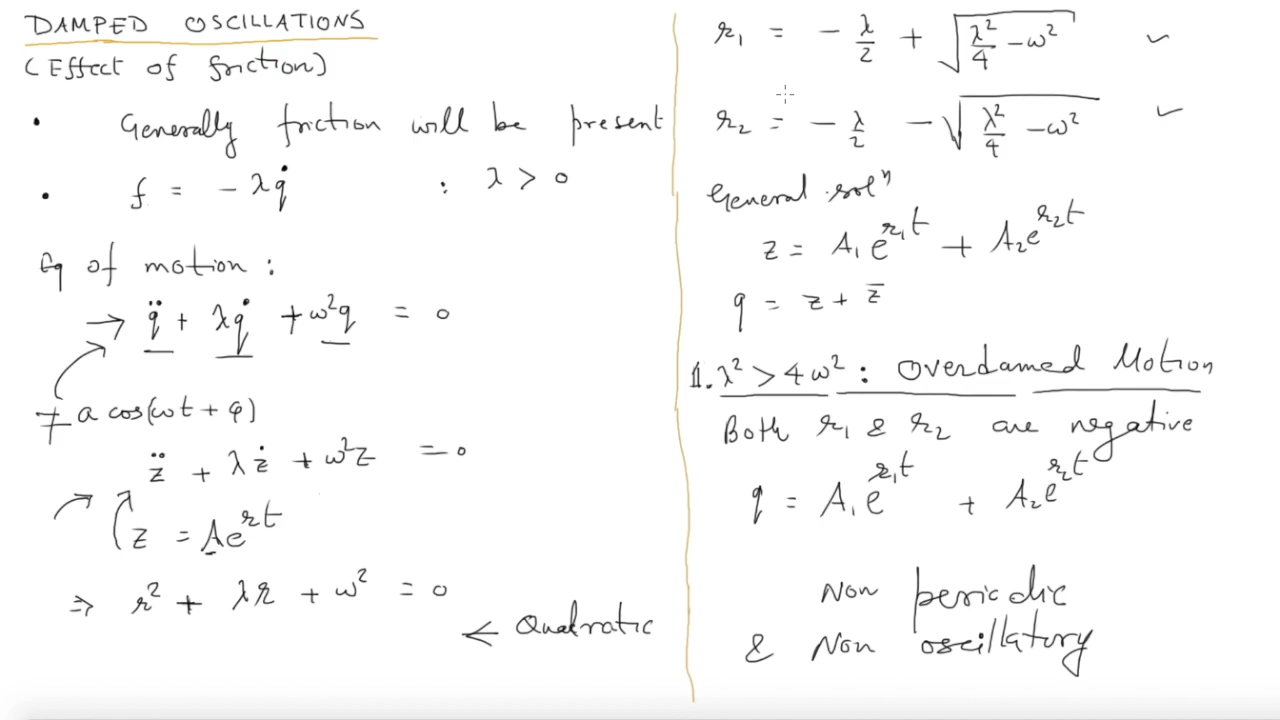 DAMPED OSCILLATIONS
(Effect of friction)
• Generally friction will be present
• f = - λq̇ : λ > 0
Eq of motion :
→ q̈ + λq̇ + ω²q = 0
≠ a cos(ωt + φ)
z̈ + λż + ω²z = 0
z = Ae^{rt}
⇒ r² + λr + ω² = 0
← Quadratic
r₁ = - λ/2 + √(λ²/4 - ω²) ✓
r₂ = - λ/2 - √(λ²/4 - ω²) ✓
General solⁿ
z = A₁e^{r₁t} + A₂e^{r₂t}
q = z + z̄
1. λ² > 4ω² : Overdamed Motion
Both r₁ & r₂ are negative
q = A₁e^{r₁t} + A₂e^{r₂t}
Non periodic
& Non oscillatory